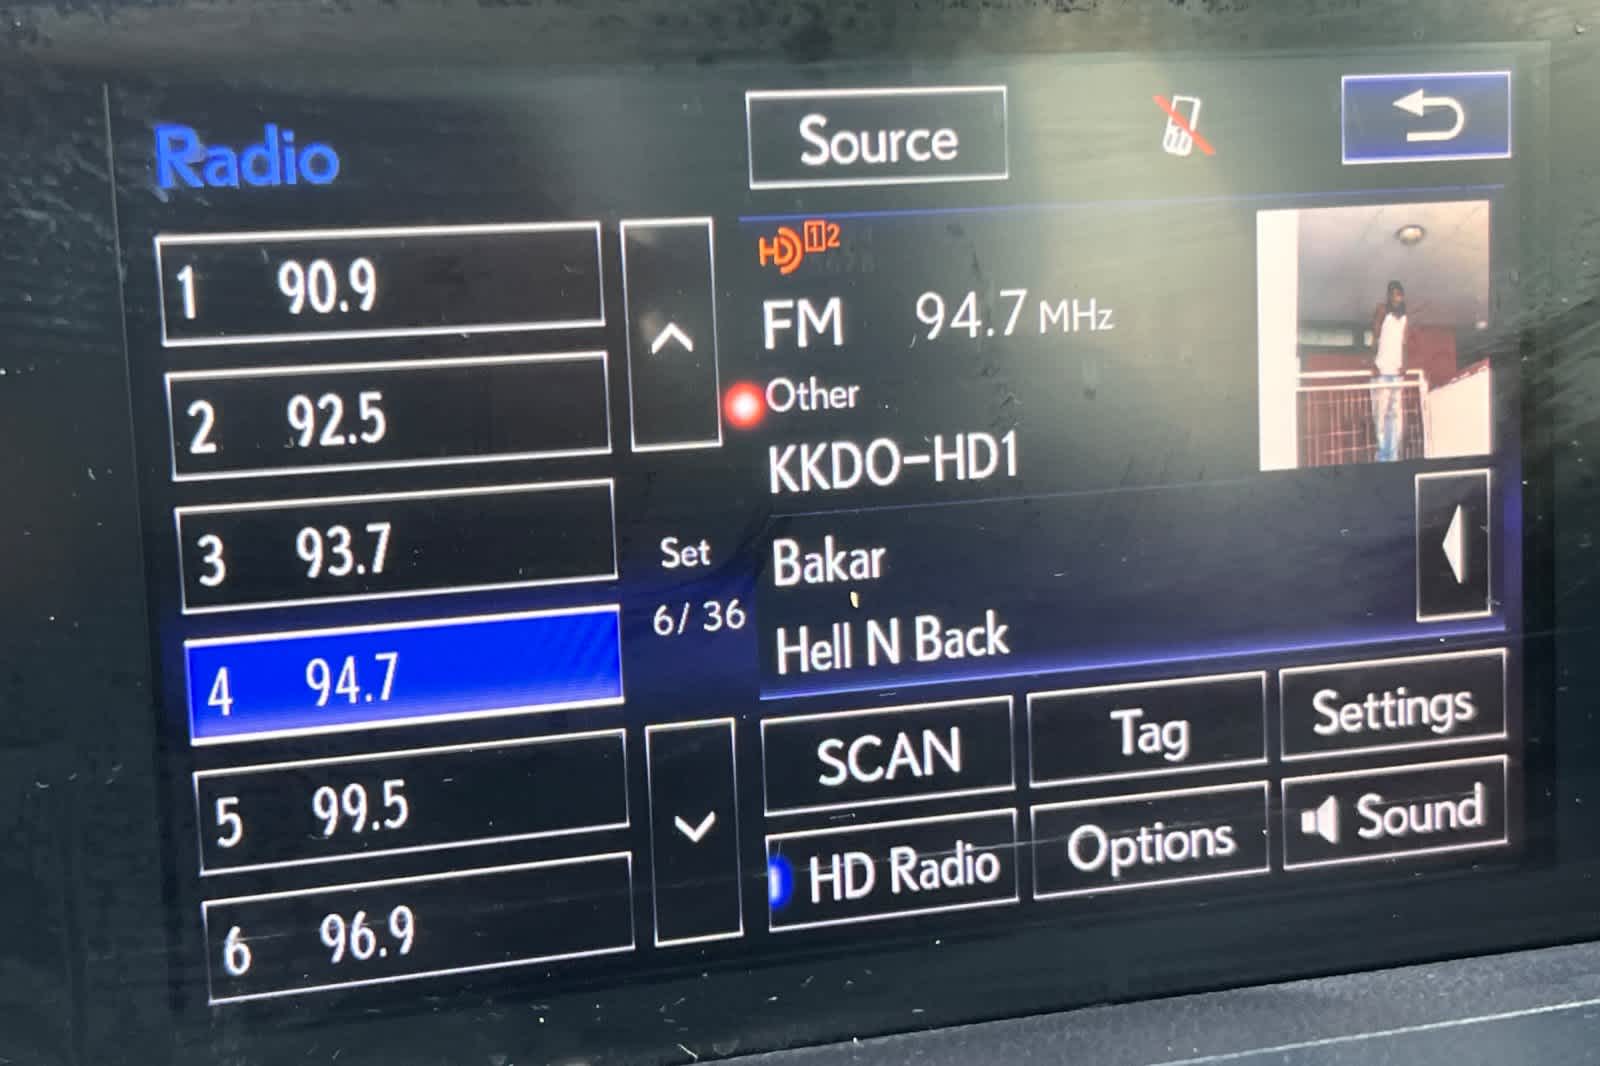 Radio
Source
1 90.9
2 92.5
3 93.7
4 94.7
5 99.5
6 96.9
Set
6/ 36
HD 1 2
FM 94.7 MHz
Other
KKDO-HD1
Bakar
Hell N Back
SCAN
Tag
Settings
HD Radio
Options
Sound